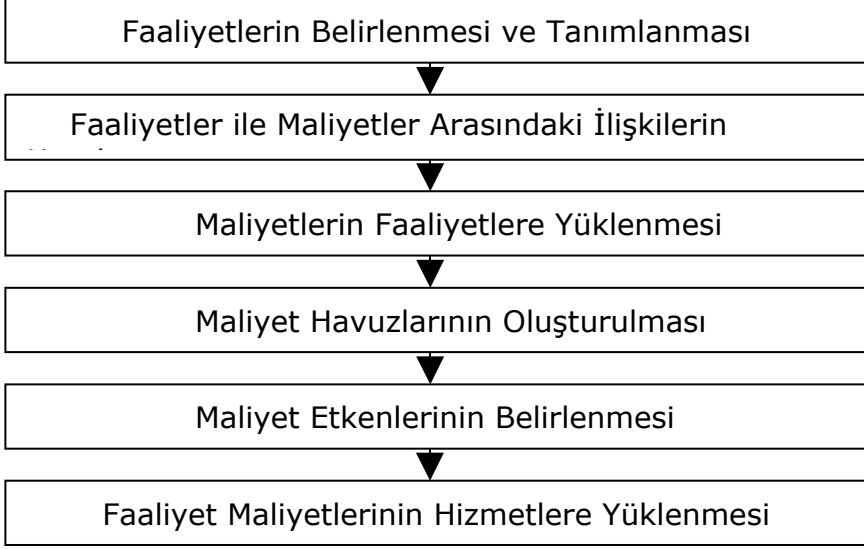 Faaliyetlerin Belirlenmesi ve Tanımlanması
Faaliyetler ile Maliyetler Arasındaki İlişkilerin
Maliyetlerin Faaliyetlere Yüklenmesi
Maliyet Havuzlarının Oluşturulması
Maliyet Etkenlerinin Belirlenmesi
Faaliyet Maliyetlerinin Hizmetlere Yüklenmesi